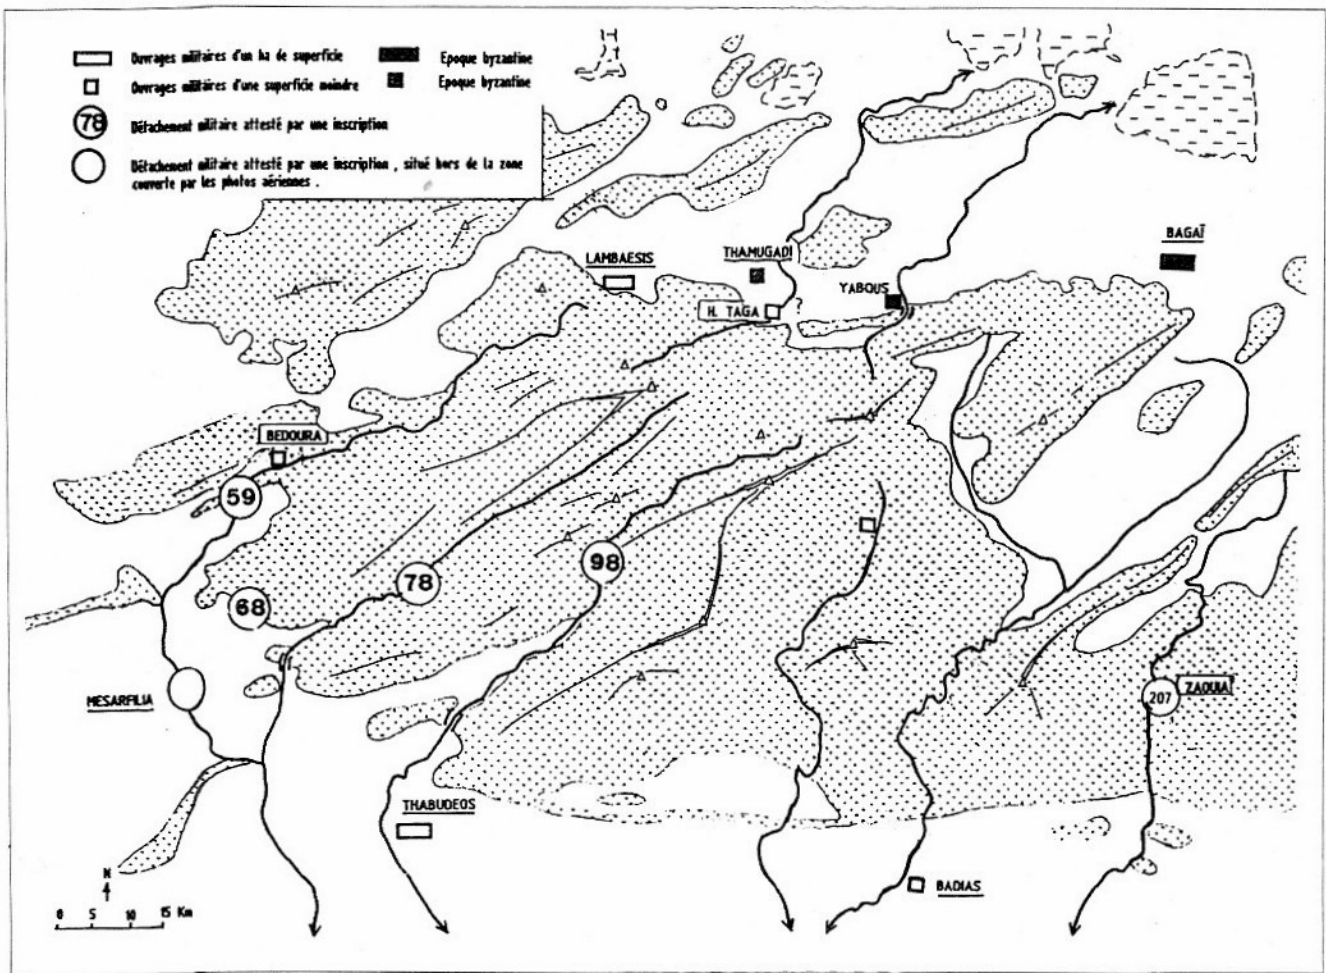 Ouvrages militaires d'un ha de superficie
Epoque byzantine
Ouvrages militaires d'une superficie moindre
Epoque byzantine
78
Détachement militaire attesté par une inscription
Détachement militaire attesté par une inscription , situé hors de la zone
couverte par les photos aériennes .
LAMBAESIS
THAMUGADI
BAGAÏ
YABOUS
H. TAGA
?
BEDOURA
59
98
78
68
MESARFILIA
207
ZAOUIA
THABUDEOS
BADIAS
N
0 5 10 15 Km